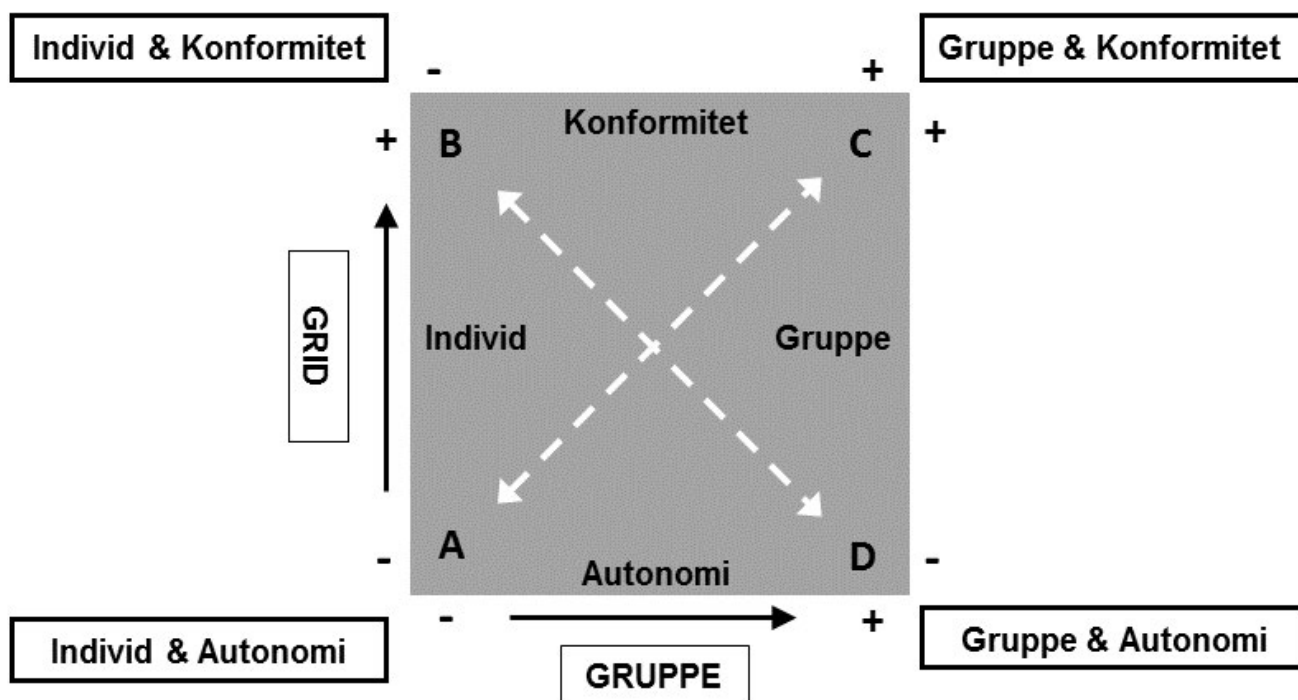 Individ & Konformitet
Gruppe & Konformitet
- +
+ B Konformitet C +
GRID
Individ Gruppe
- A Autonomi D -
- +
Individ & Autonomi
Gruppe & Autonomi
GRUPPE